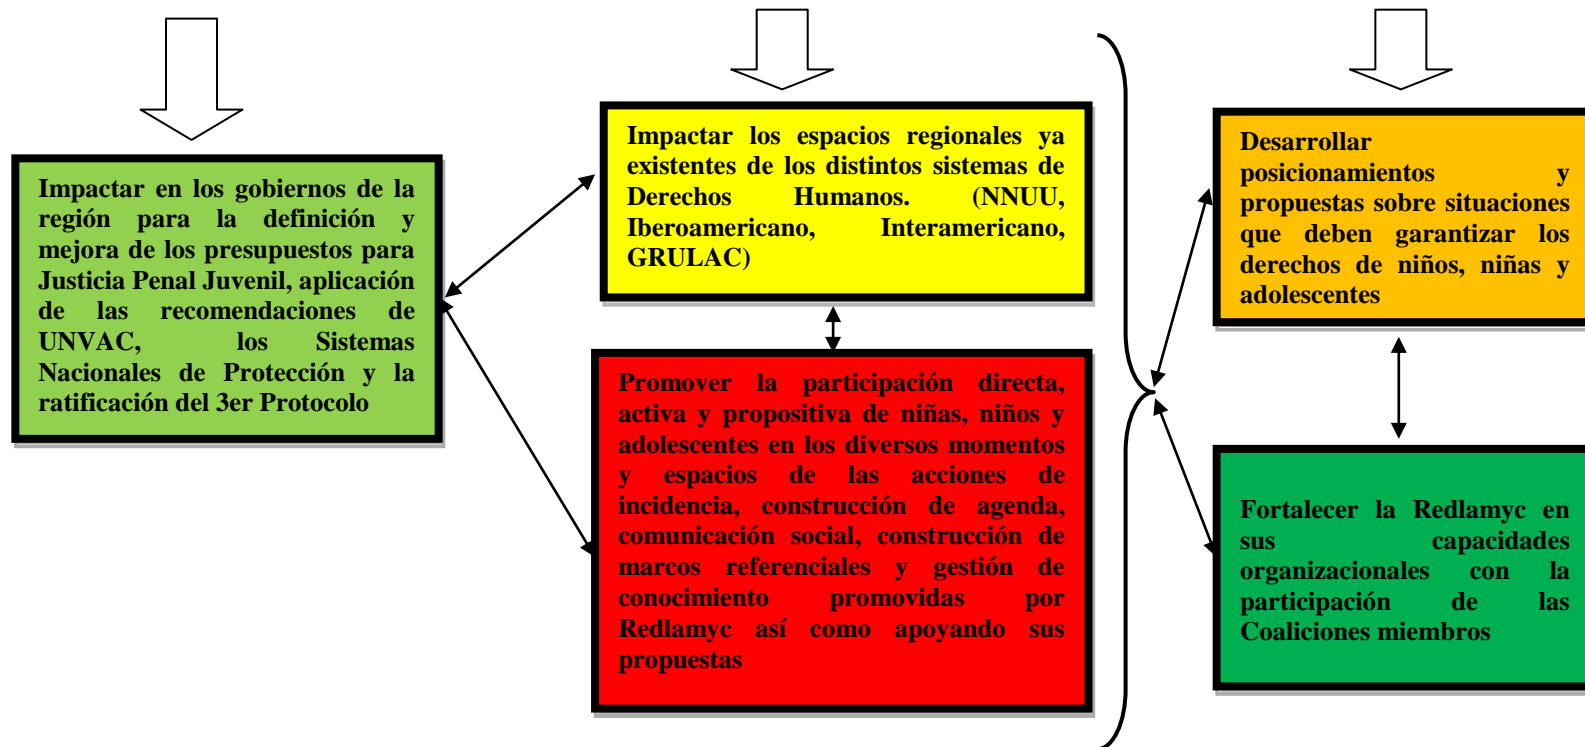 Impactar en los gobiernos de la
región para la definición y
mejora de los presupuestos para
Justicia Penal Juvenil, aplicación
de las recomendaciones de
UNVAC, los Sistemas
Nacionales de Protección y la
ratificación del 3er Protocolo
Impactar los espacios regionales ya
existentes de los distintos sistemas de
Derechos Humanos. (NNUU,
Iberoamericano, Interamericano,
GRULAC)
Promover la participación directa,
activa y propositiva de niñas, niños y
adolescentes en los diversos momentos
y espacios de las acciones de
incidencia, construcción de agenda,
comunicación social, construcción de
marcos referenciales y gestión de
conocimiento promovidas por
Redlamyc así como apoyando sus
propuestas
Desarrollar
posicionamientos y
propuestas sobre situaciones
que deben garantizar los
derechos de niños, niñas y
adolescentes
Fortalecer la Redlamyc en
sus capacidades
organizacionales con la
participación de las
Coaliciones miembros